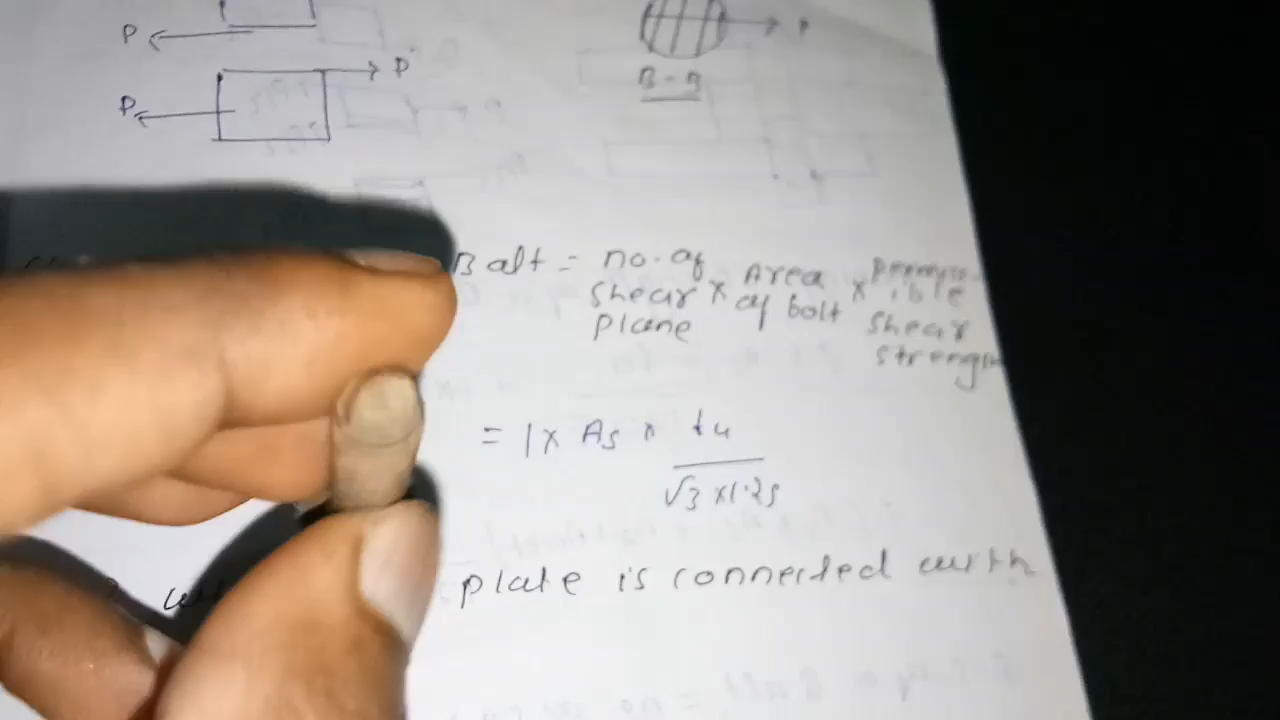 P
P
P
P
B - B
Balt = no. of shear plane x Area of bolt x permiss-ible shear strength
= 1 x As x fu
√3 x 1.25
plate is connected with